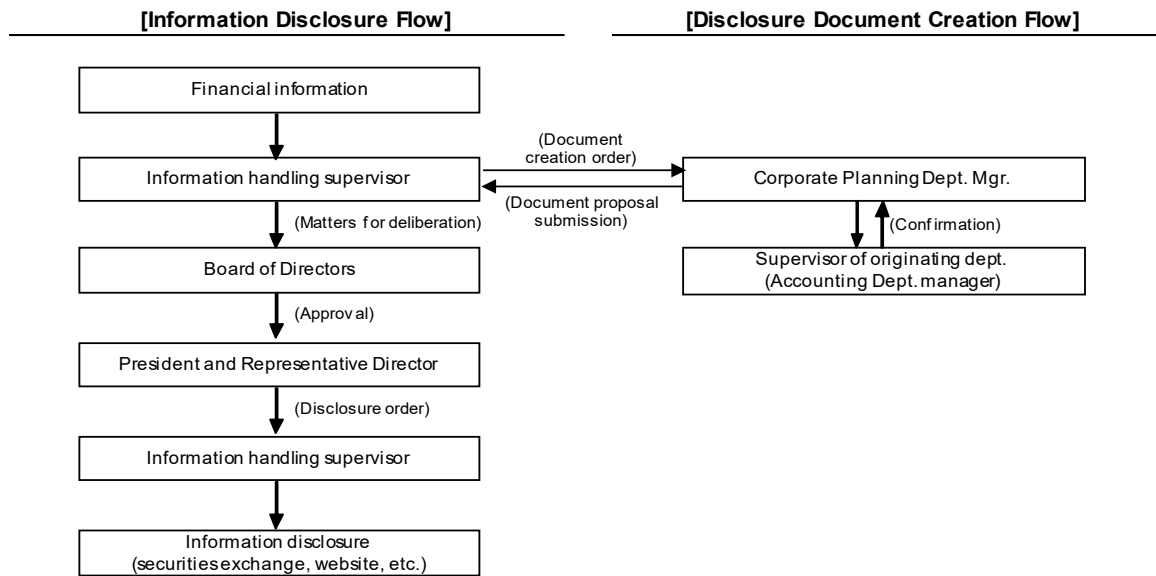 [Information Disclosure Flow]
[Disclosure Document Creation Flow]
Financial information
(Document
creation order)
Information handling supervisor
Corporate Planning Dept. Mgr.
(Document proposal
submission)
(Matters for deliberation)
(Confirmation)
Board of Directors
Supervisor of originating dept.
(Accounting Dept. manager)
(Approval)
President and Representative Director
(Disclosure order)
Information handling supervisor
Information disclosure
(securities exchange, website, etc.)